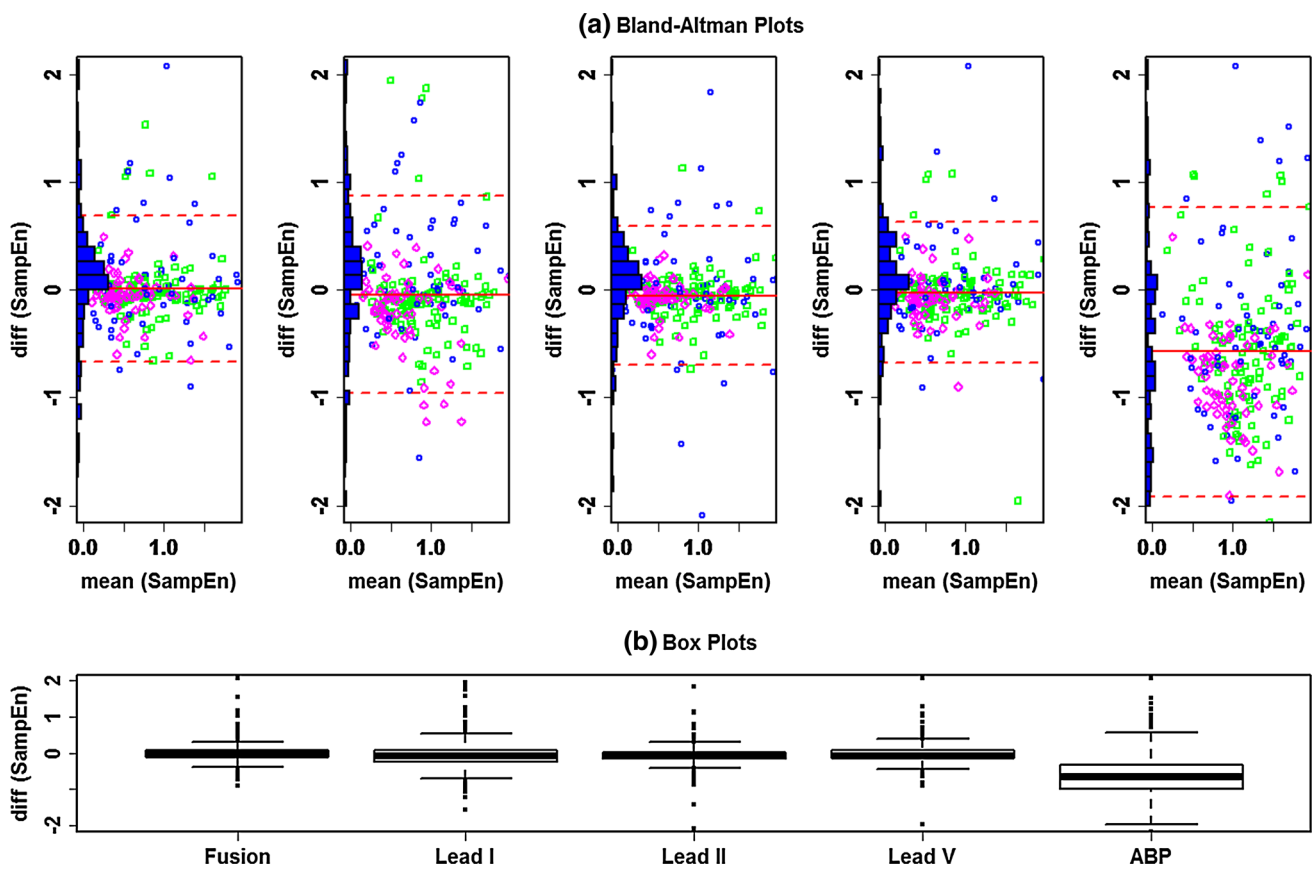 (a) Bland-Altman Plots
diff (SampEn)
2
1
0
-1
-2
0.0 1.0
mean (SampEn)
diff (SampEn)
2
1
0
-1
-2
0.0 1.0
mean (SampEn)
diff (SampEn)
2
1
0
-1
-2
0.0 1.0
mean (SampEn)
diff (SampEn)
2
1
0
-1
-2
0.0 1.0
mean (SampEn)
diff (SampEn)
2
1
0
-1
-2
0.0 1.0
mean (SampEn)
(b) Box Plots
diff (SampEn)
2
1
0
-2
Fusion Lead I Lead II Lead V ABP